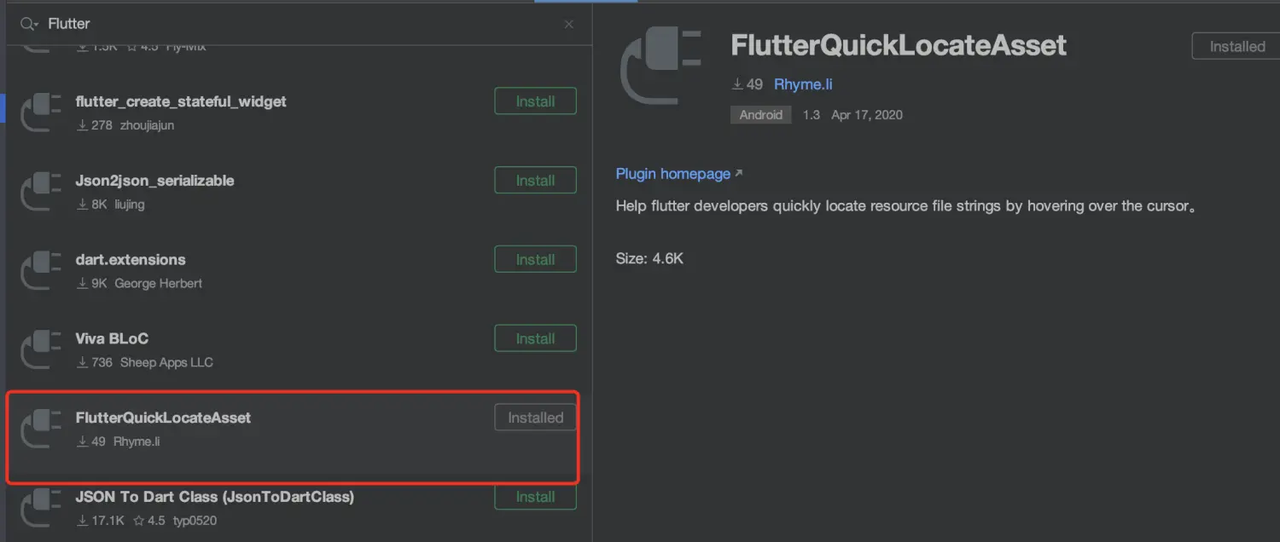 Flutter
1.5K 4.5 Fly-Mix
flutter_create_stateful_widget
Install
278 zhoujiajun
Json2json_serializable
Install
8K liujing
dart.extensions
Install
9K George Herbert
Viva BLoC
Install
736 Sheep Apps LLC
FlutterQuickLocateAsset
Installed
49 Rhyme.li
JSON To Dart Class (JsonToDartClass)
Install
17.1K 4.5 typ0520
FlutterQuickLocateAsset
Installed
49 Rhyme.li
Android 1.3 Apr 17, 2020
Plugin homepage
Help flutter developers quickly locate resource file strings by hovering over the cursor。
Size: 4.6K